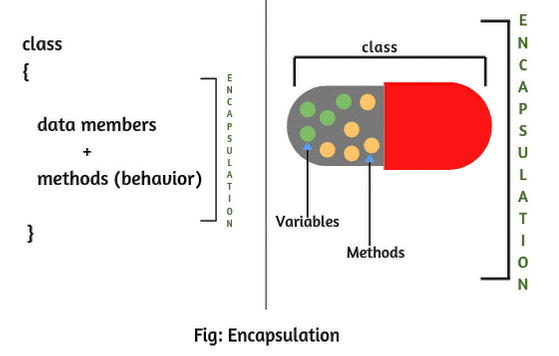 class
{
data members
+
methods (behavior)
}
ENCAPSULATION
class
Variables
Methods
ENCAPSULATION
Fig: Encapsulation